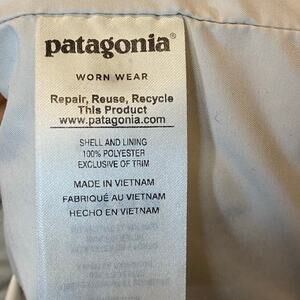 patagonia®
WORN WEAR
Repair, Reuse, Recycle
This Product
www.patagonia.com
SHELL AND LINING
100% POLYESTER
EXCLUSIVE OF TRIM
MADE IN VIETNAM
FABRIQUÉ AU VIETNAM
HECHO EN VIETNAM